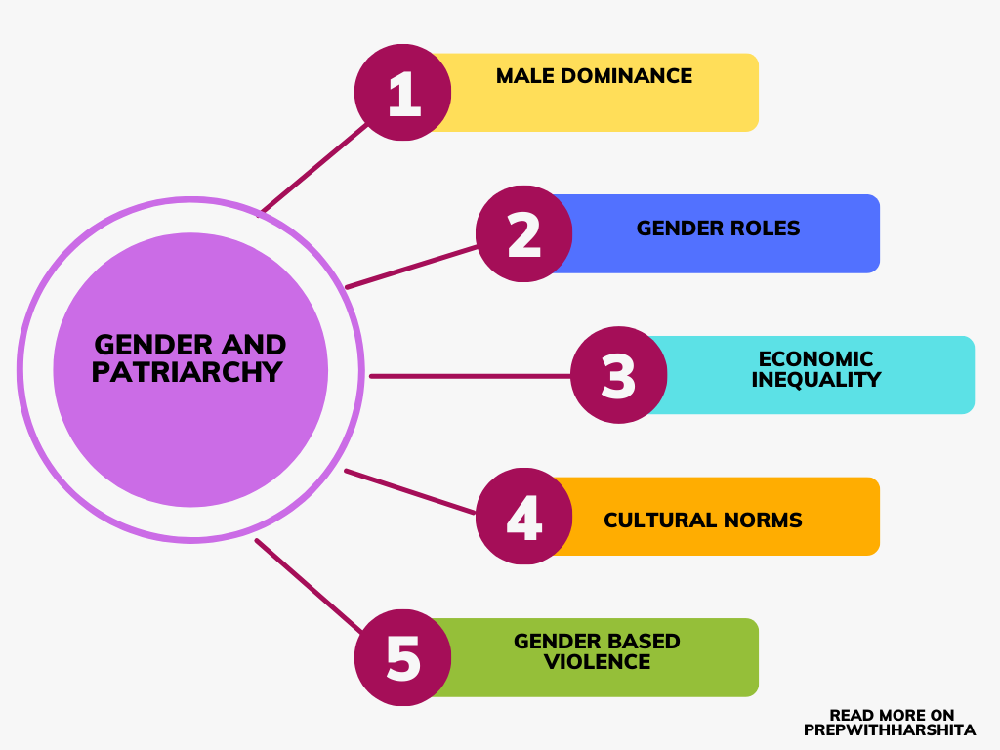 1
MALE DOMINANCE
2
GENDER ROLES
GENDER AND
PATRIARCHY
3
ECONOMIC
INEQUALITY
4
CULTURAL NORMS
5
GENDER BASED
VIOLENCE
READ MORE ON
PREPWITHHARSHITA